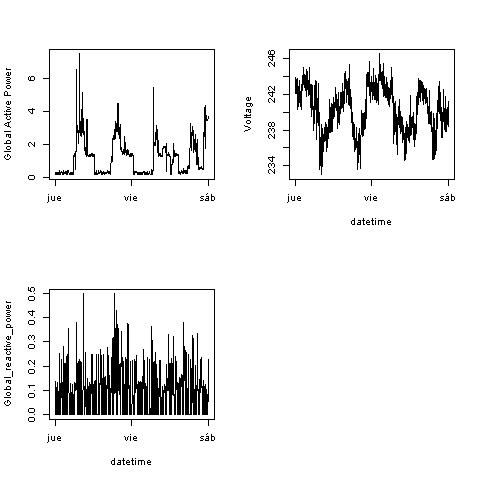 Global Active Power
0 2 4 6
jue vie sáb
Voltage
234 238 242 246
jue vie sáb
datetime
Global_reactive_power
0.0 0.1 0.2 0.3 0.4 0.5
jue vie sáb
datetime